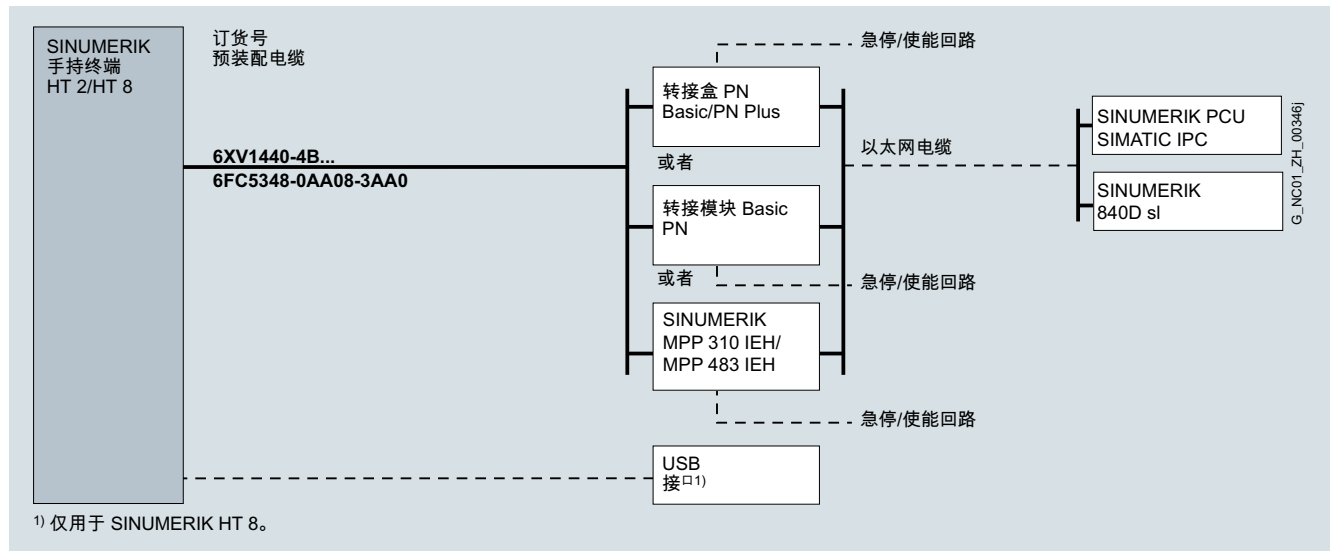 SINUMERIK
手持终端
HT 2/HT 8
订货号
预装配电缆
6XV1440-4B...
6FC5348-0AA08-3AA0
急停/使能回路
转接盒 PN
Basic/PN Plus
或者
转接模块 Basic
PN
或者
急停/使能回路
SINUMERIK
MPP 310 IEH/
MPP 483 IEH
急停/使能回路
USB
接口1)
以太网电缆
SINUMERIK PCU
SIMATIC IPC
SINUMERIK
840D sl
G_NC01_ZH_00346j
1) 仅用于 SINUMERIK HT 8。